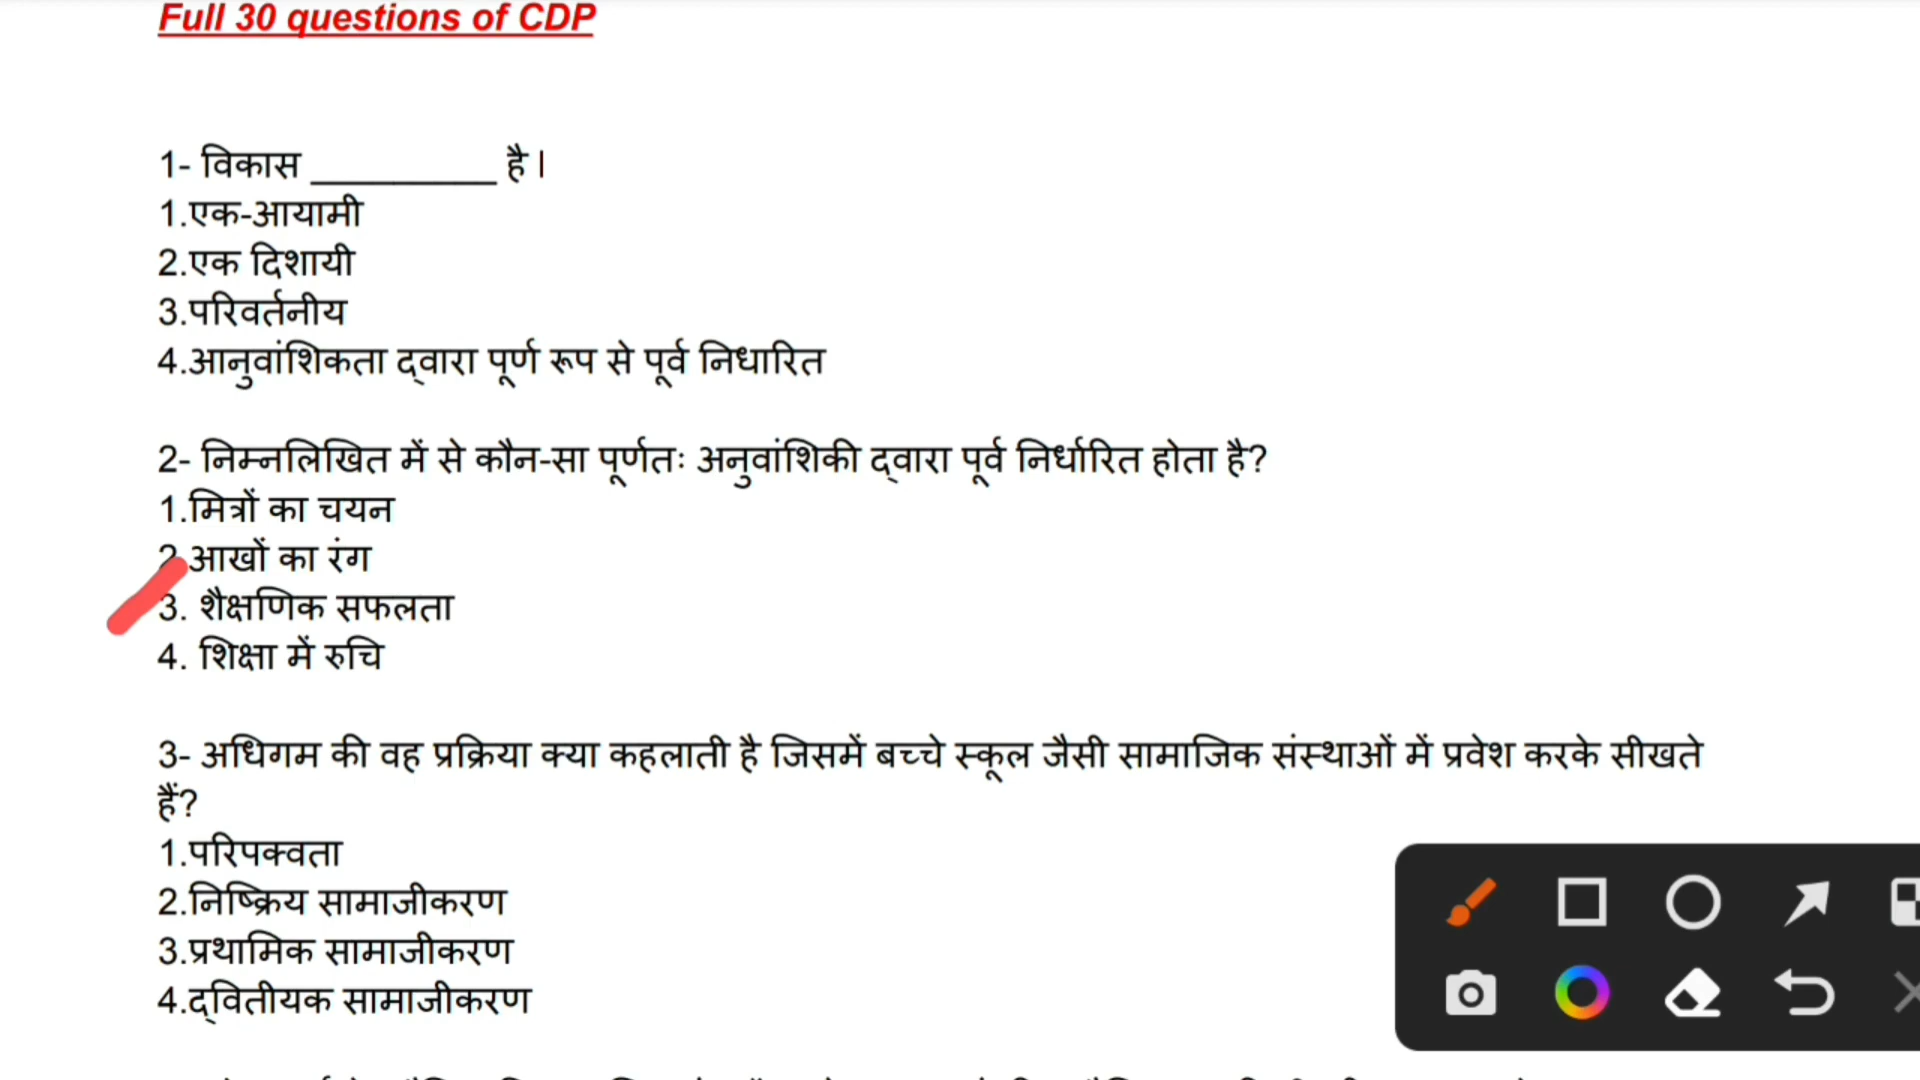 Full 30 questions of CDP
1- विकास __________ है।
1.एक-आयामी
2.एक दिशायी
3.परिवर्तनीय
4.आनुवांशिकता द्वारा पूर्ण रूप से पूर्व निधारित
2- निम्नलिखित में से कौन-सा पूर्णतः अनुवांशिकी द्वारा पूर्व निर्धारित होता है?
1.मित्रों का चयन
2.आखों का रंग
3. शैक्षणिक सफलता
4. शिक्षा में रुचि
3- अधिगम की वह प्रक्रिया क्या कहलाती है जिसमें बच्चे स्कूल जैसी सामाजिक संस्थाओं में प्रवेश करके सीखते
हैं?
1.परिपक्वता
2.निष्क्रिय सामाजीकरण
3.प्रथामिक सामाजीकरण
4.द्वितीयक सामाजीकरण